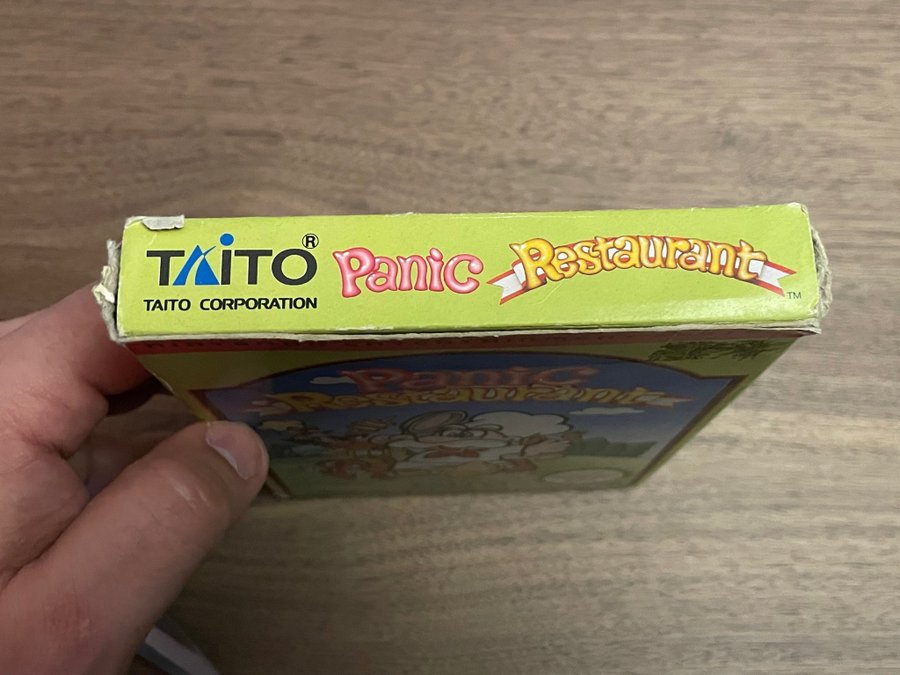 TAITO®
TAITO CORPORATION
Panic Restaurant™
Panic
Restaurant